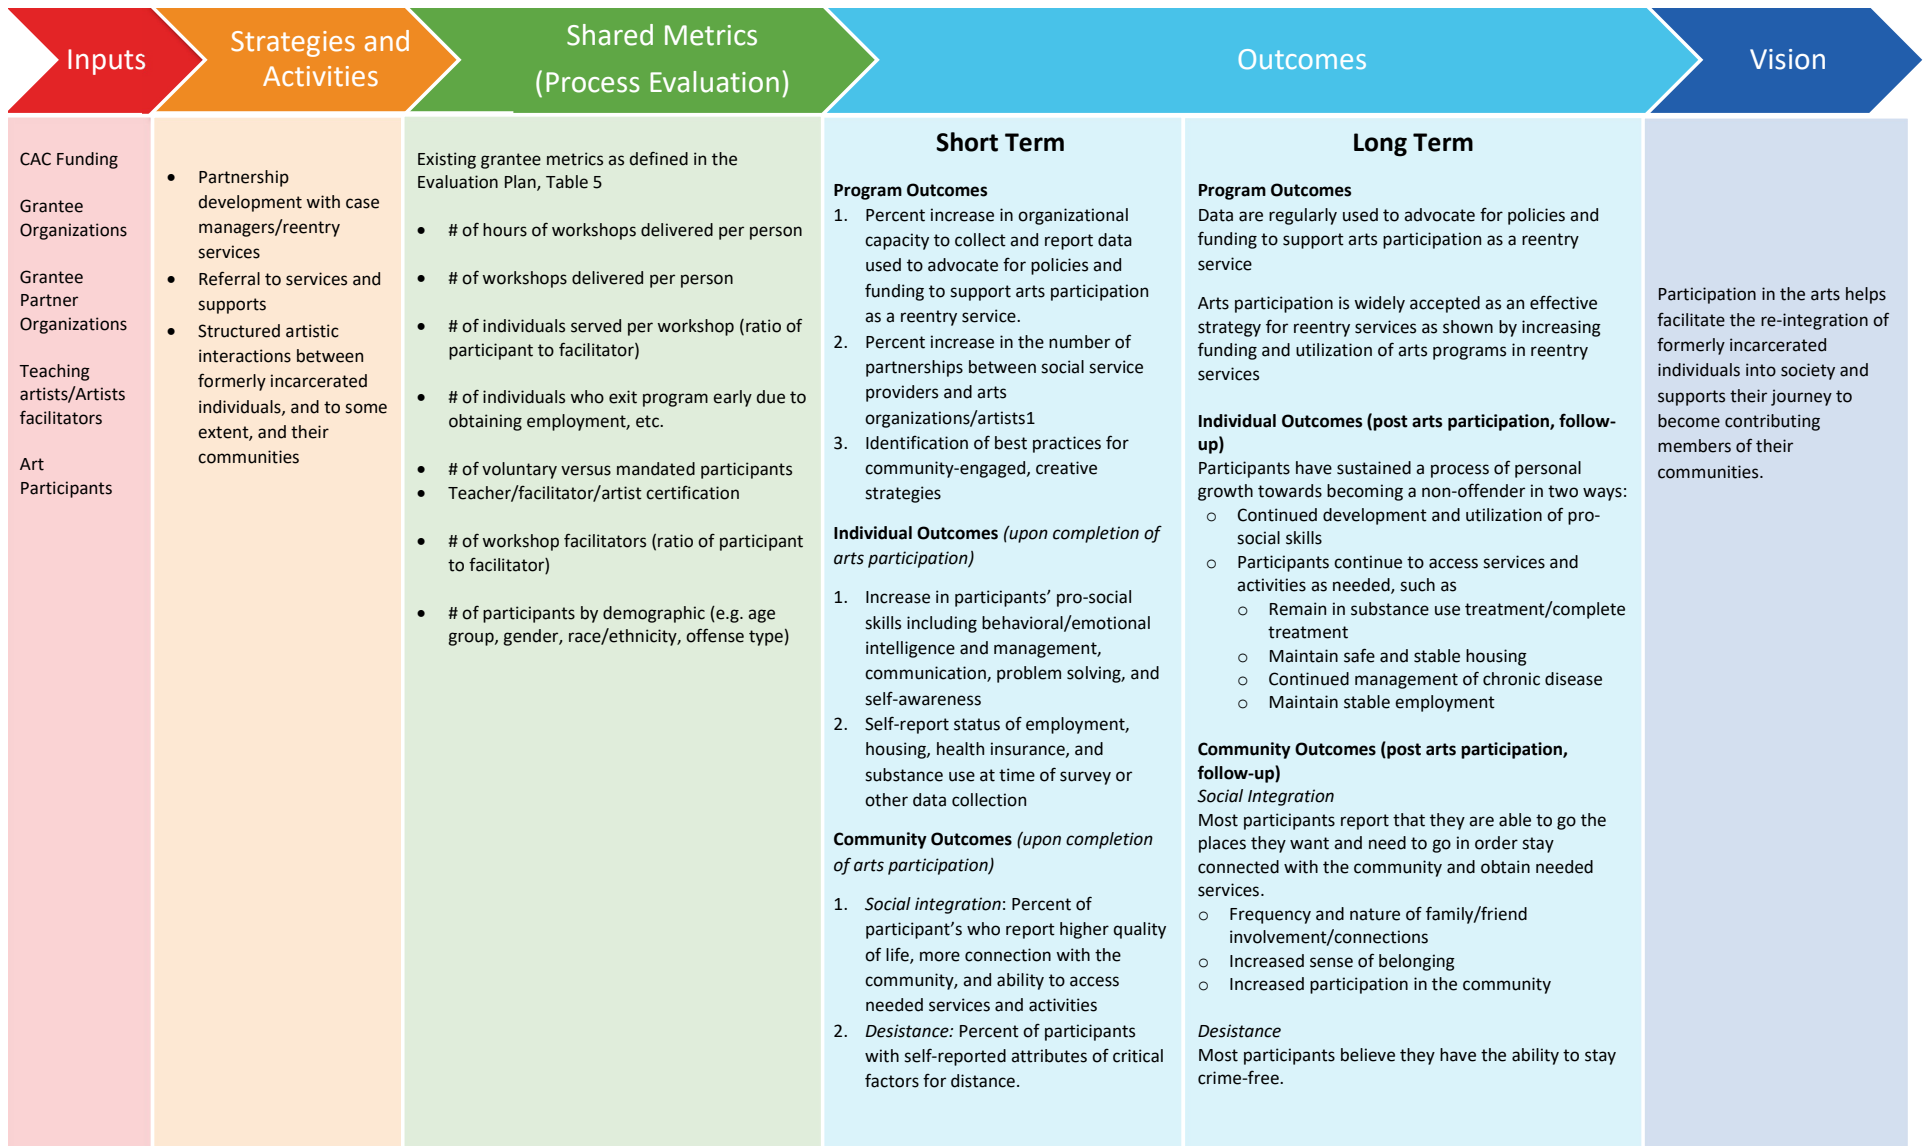 Inputs
Strategies and
Activities
Shared Metrics
(Process Evaluation)
Outcomes
Vision
CAC Funding
Grantee
Organizations
Grantee
Partner
Organizations
Teaching
artists/Artists
facilitators
Art
Participants
• Partnership
development with case
managers/reentry
services
• Referral to services and
supports
• Structured artistic
interactions between
formerly incarcerated
individuals, and to some
extent, and their
communities
Existing grantee metrics as defined in the
Evaluation Plan, Table 5
• # of hours of workshops delivered per person
• # of workshops delivered per person
• # of individuals served per workshop (ratio of
participant to facilitator)
• # of individuals who exit program early due to
obtaining employment, etc.
• # of voluntary versus mandated participants
• Teacher/facilitator/artist certification
• # of workshop facilitators (ratio of participant
to facilitator)
• # of participants by demographic (e.g. age
group, gender, race/ethnicity, offense type)
Short Term
Program Outcomes
1. Percent increase in organizational
capacity to collect and report data
used to advocate for policies and
funding to support arts participation
as a reentry service.
2. Percent increase in the number of
partnerships between social service
providers and arts
organizations/artists1
3. Identification of best practices for
community-engaged, creative
strategies
Individual Outcomes (upon completion of
arts participation)
1. Increase in participants' pro-social
skills including behavioral/emotional
intelligence and management,
communication, problem solving, and
self-awareness
2. Self-report status of employment,
housing, health insurance, and
substance use at time of survey or
other data collection
Community Outcomes (upon completion
of arts participation)
1. Social integration: Percent of
participant's who report higher quality
of life, more connection with the
community, and ability to access
needed services and activities
2. Desistance: Percent of participants
with self-reported attributes of critical
factors for distance.
Long Term
Program Outcomes
Data are regularly used to advocate for policies and
funding to support arts participation as a reentry
service
Arts participation is widely accepted as an effective
strategy for reentry services as shown by increasing
funding and utilization of arts programs in reentry
services
Individual Outcomes (post arts participation, follow-
up)
Participants have sustained a process of personal
growth towards becoming a non-offender in two ways:
o Continued development and utilization of pro-
social skills
o Participants continue to access services and
activities as needed, such as
o Remain in substance use treatment/complete
treatment
o Maintain safe and stable housing
o Continued management of chronic disease
o Maintain stable employment
Community Outcomes (post arts participation,
follow-up)
Social Integration
Most participants report that they are able to go the
places they want and need to go in order stay
connected with the community and obtain needed
services.
o Frequency and nature of family/friend
involvement/connections
o Increased sense of belonging
o Increased participation in the community
Desistance
Most participants believe they have the ability to stay
crime-free.
Participation in the arts helps
facilitate the re-integration of
formerly incarcerated
individuals into society and
supports their journey to
become contributing
members of their
communities.